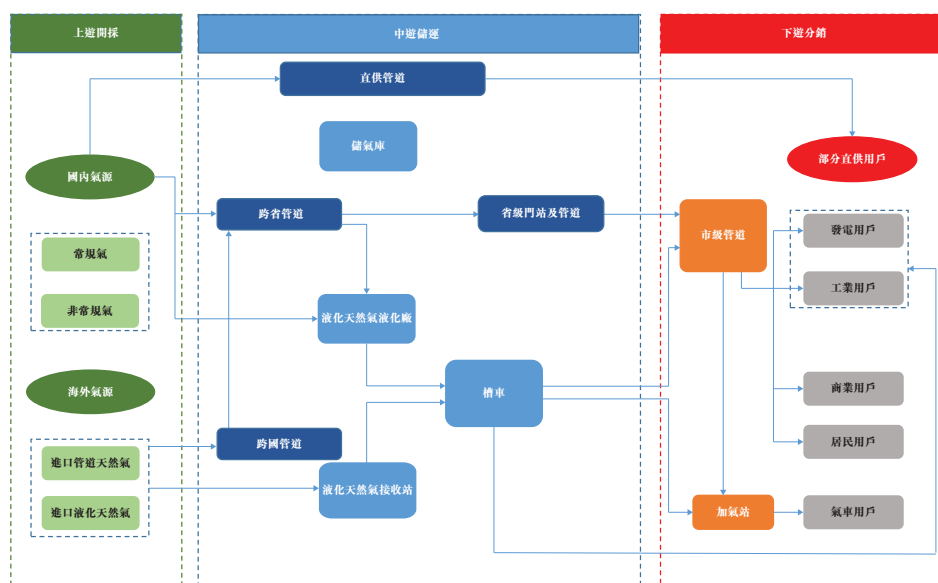 上遊開採
中遊儲運
下遊分銷
直供管道
儲氣庫
部分直供用戶
國內氣源
跨省管道
省級門站及管道
市級管道
發電用戶
常規氣
工業用戶
非常規氣
液化天然氣液化廠
海外氣源
槽車
商業用戶
跨國管道
居民用戶
進口管道天然氣
液化天然氣接收站
進口液化天然氣
加氣站
氣車用戶